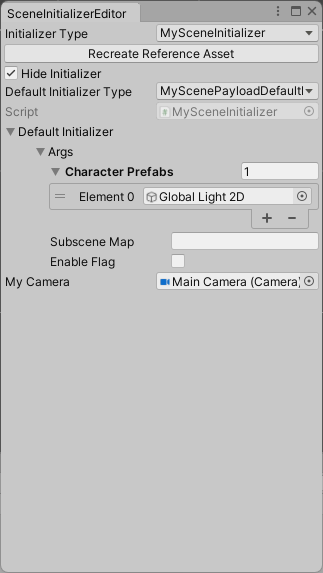 SceneInitializerEditor
Initializer Type MySceneInitializer
Recreate Reference Asset
Hide Initializer
Default Initializer Type MyScenePayloadDefaultI
Script MySceneInitializer
Default Initializer
Args
Character Prefabs 1
Element 0 Global Light 2D
Subscene Map
Enable Flag
My Camera Main Camera (Camera)